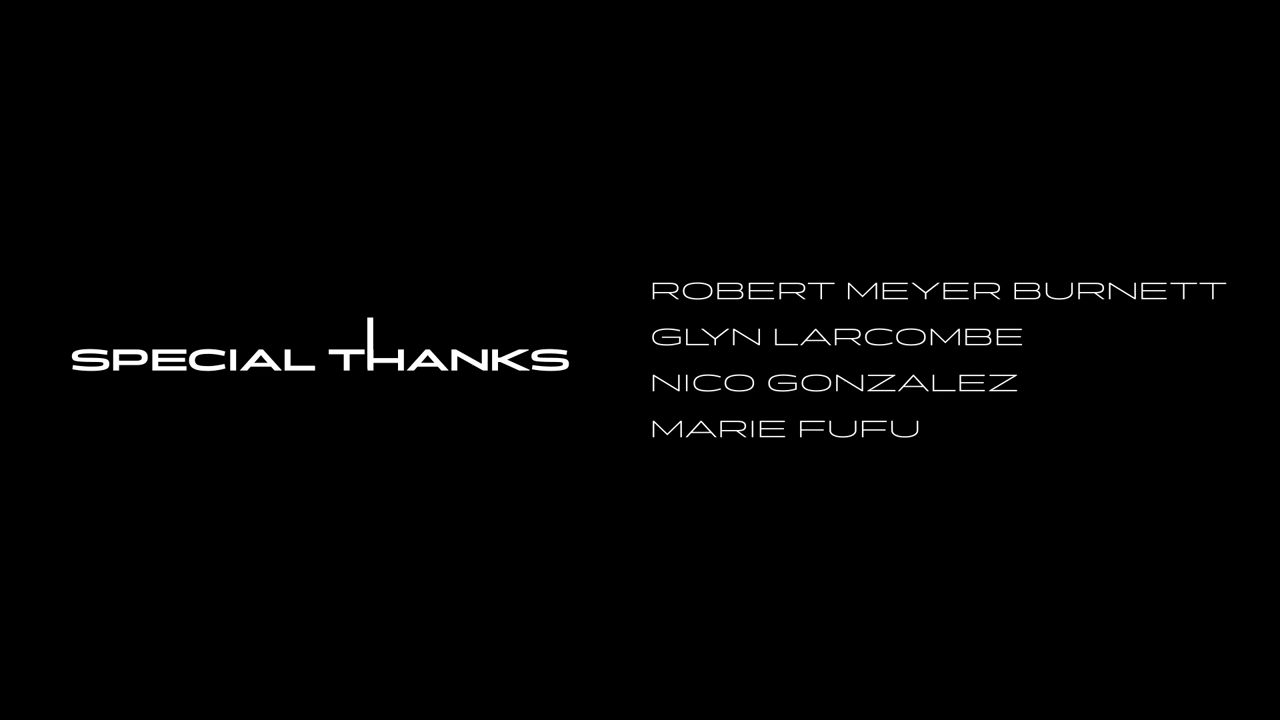 SPECIAL THANKS
ROBERT MEYER BURNETT
GLYN LARCOMBE
NICO GONZALEZ
MARIE FUFU